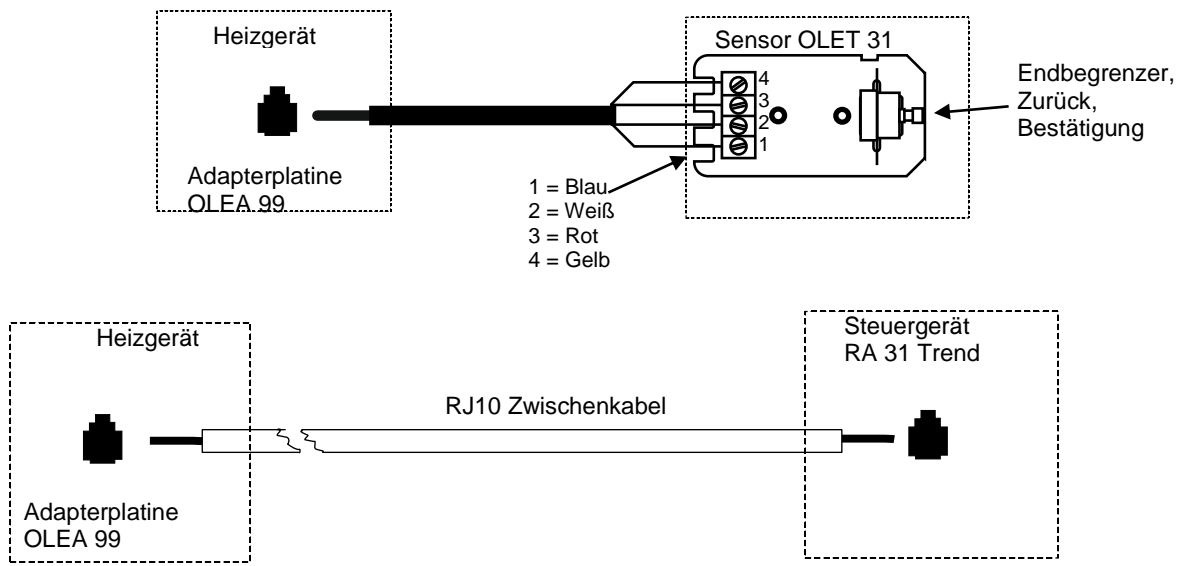 Heizgerät
Sensor OLET 31
4
3
2
1
Endbegrenzer,
Zurück,
Bestätigung
Adapterplatine
OLEA 99
1 = Blau
2 = Weiß
3 = Rot
4 = Gelb
Heizgerät
Steuergerät
RA 31 Trend
RJ10 Zwischenkabel
Adapterplatine
OLEA 99